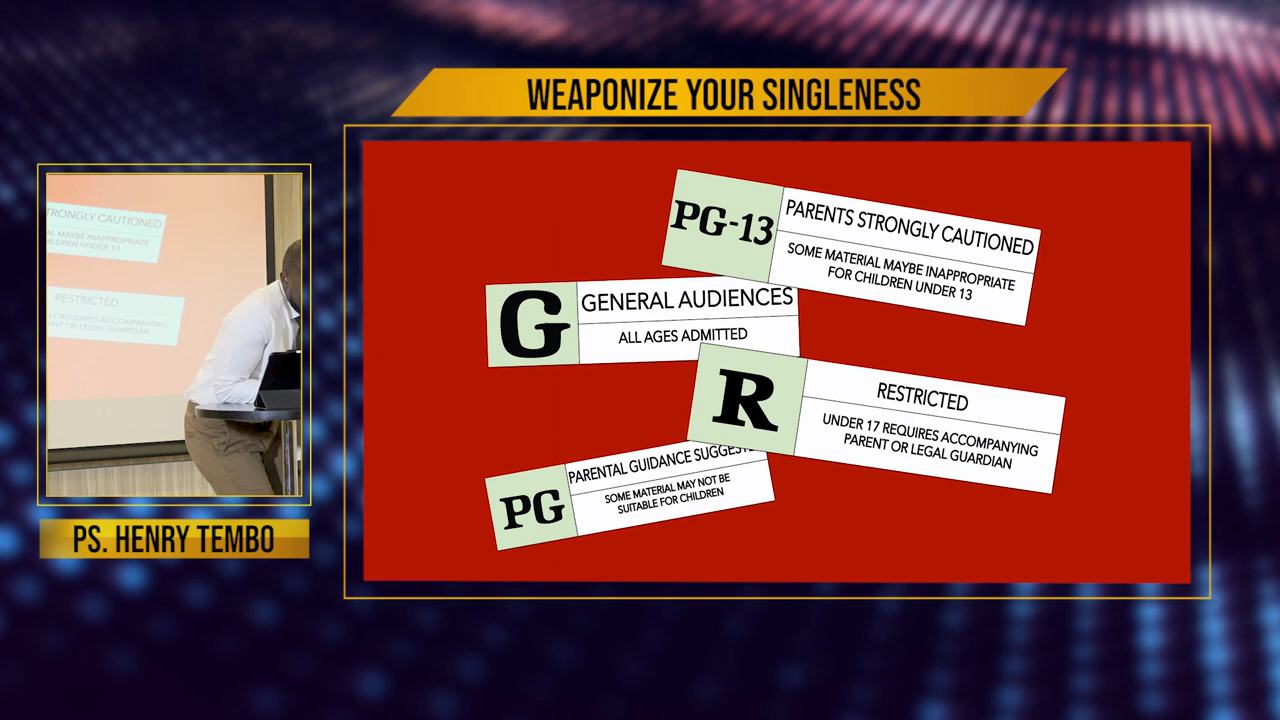 WEAPONIZE YOUR SINGLENESS
PG-13
PARENTS STRONGLY CAUTIONED
SOME MATERIAL MAYBE INAPPROPRIATE
FOR CHILDREN UNDER 13
G
GENERAL AUDIENCES
ALL AGES ADMITTED
R
RESTRICTED
UNDER 17 REQUIRES ACCOMPANYING
PARENT OR LEGAL GUARDIAN
PG
PARENTAL GUIDANCE
SOME MATERIAL MAY NOT BE
SUITABLE FOR CHILDREN
STRONGLY CAUTIONED
MAYBE INAPPROPRIATE
UNDER 13
RESTRICTED
17 REQUIRES ACCOMPANYING
OR LEGAL GUARDIAN
PS. HENRY TEMBO